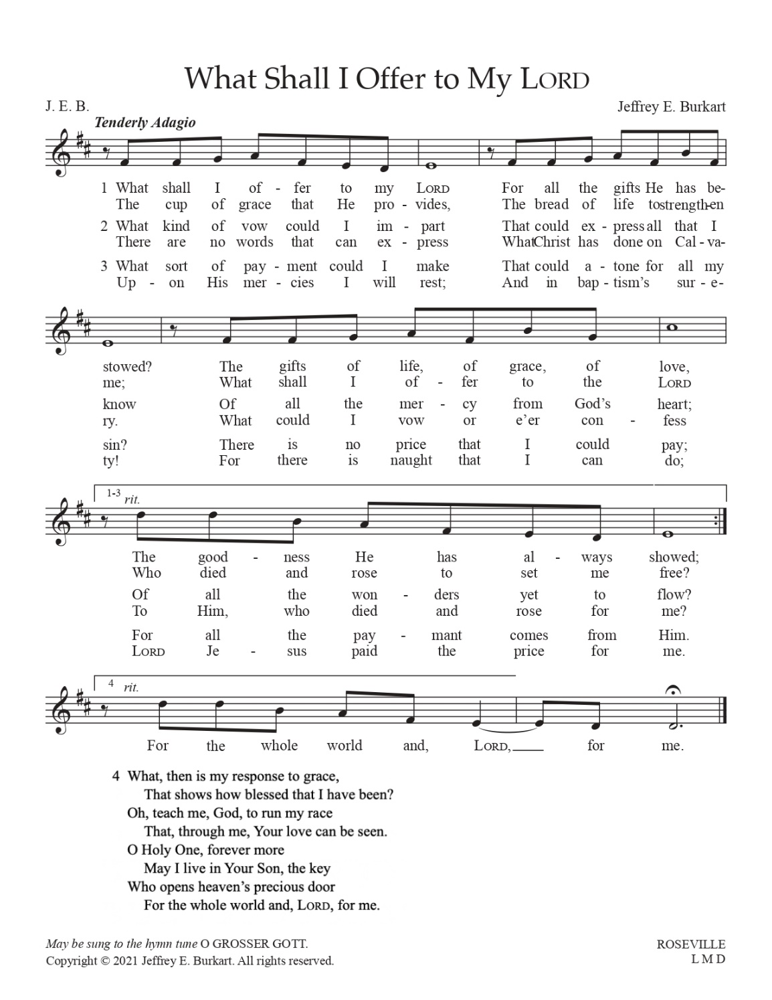 What Shall I Offer to My LORD
J. E. B.
Jeffrey E. Burkart
Tenderly Adagio
1 What shall I of - fer to my LORD For all the gifts He has be-
The cup of grace that He pro - vides, The bread of life tostrength-en
2 What kind of vow could I im - part That could ex - press all that I
There are no words that can ex - press WhatChrist has done on Cal - va-
3 What sort of pay - ment could I make That could a - tone for all my
Up - on His mer - cies I will rest; And in bap - tism's sur - e-
stowed? The gifts of life, of grace, of love,
me; What shall I of - fer to the LORD
know Of all the mer - cy from God's heart;
ry. What could I vow or e'er con - fess
sin? There is no price that I could pay;
ty! For there is naught that I can do;
1-3 rit.
The good - ness He has al - ways showed;
Who died and rose to set me free?
Of all the won - ders yet to flow?
To Him, who died and rose for me?
For all the pay - mant comes from Him.
LORD Je - sus paid the price for me.
4 rit.
For the whole world and, LORD,___ for me.
4 What, then is my response to grace,
That shows how blessed that I have been?
Oh, teach me, God, to run my race
That, through me, Your love can be seen.
O Holy One, forever more
May I live in Your Son, the key
Who opens heaven's precious door
For the whole world and, LORD, for me.
May be sung to the hymn tune O GROSSER GOTT.
Copyright © 2021 Jeffrey E. Burkart. All rights reserved.
ROSEVILLE
L M D